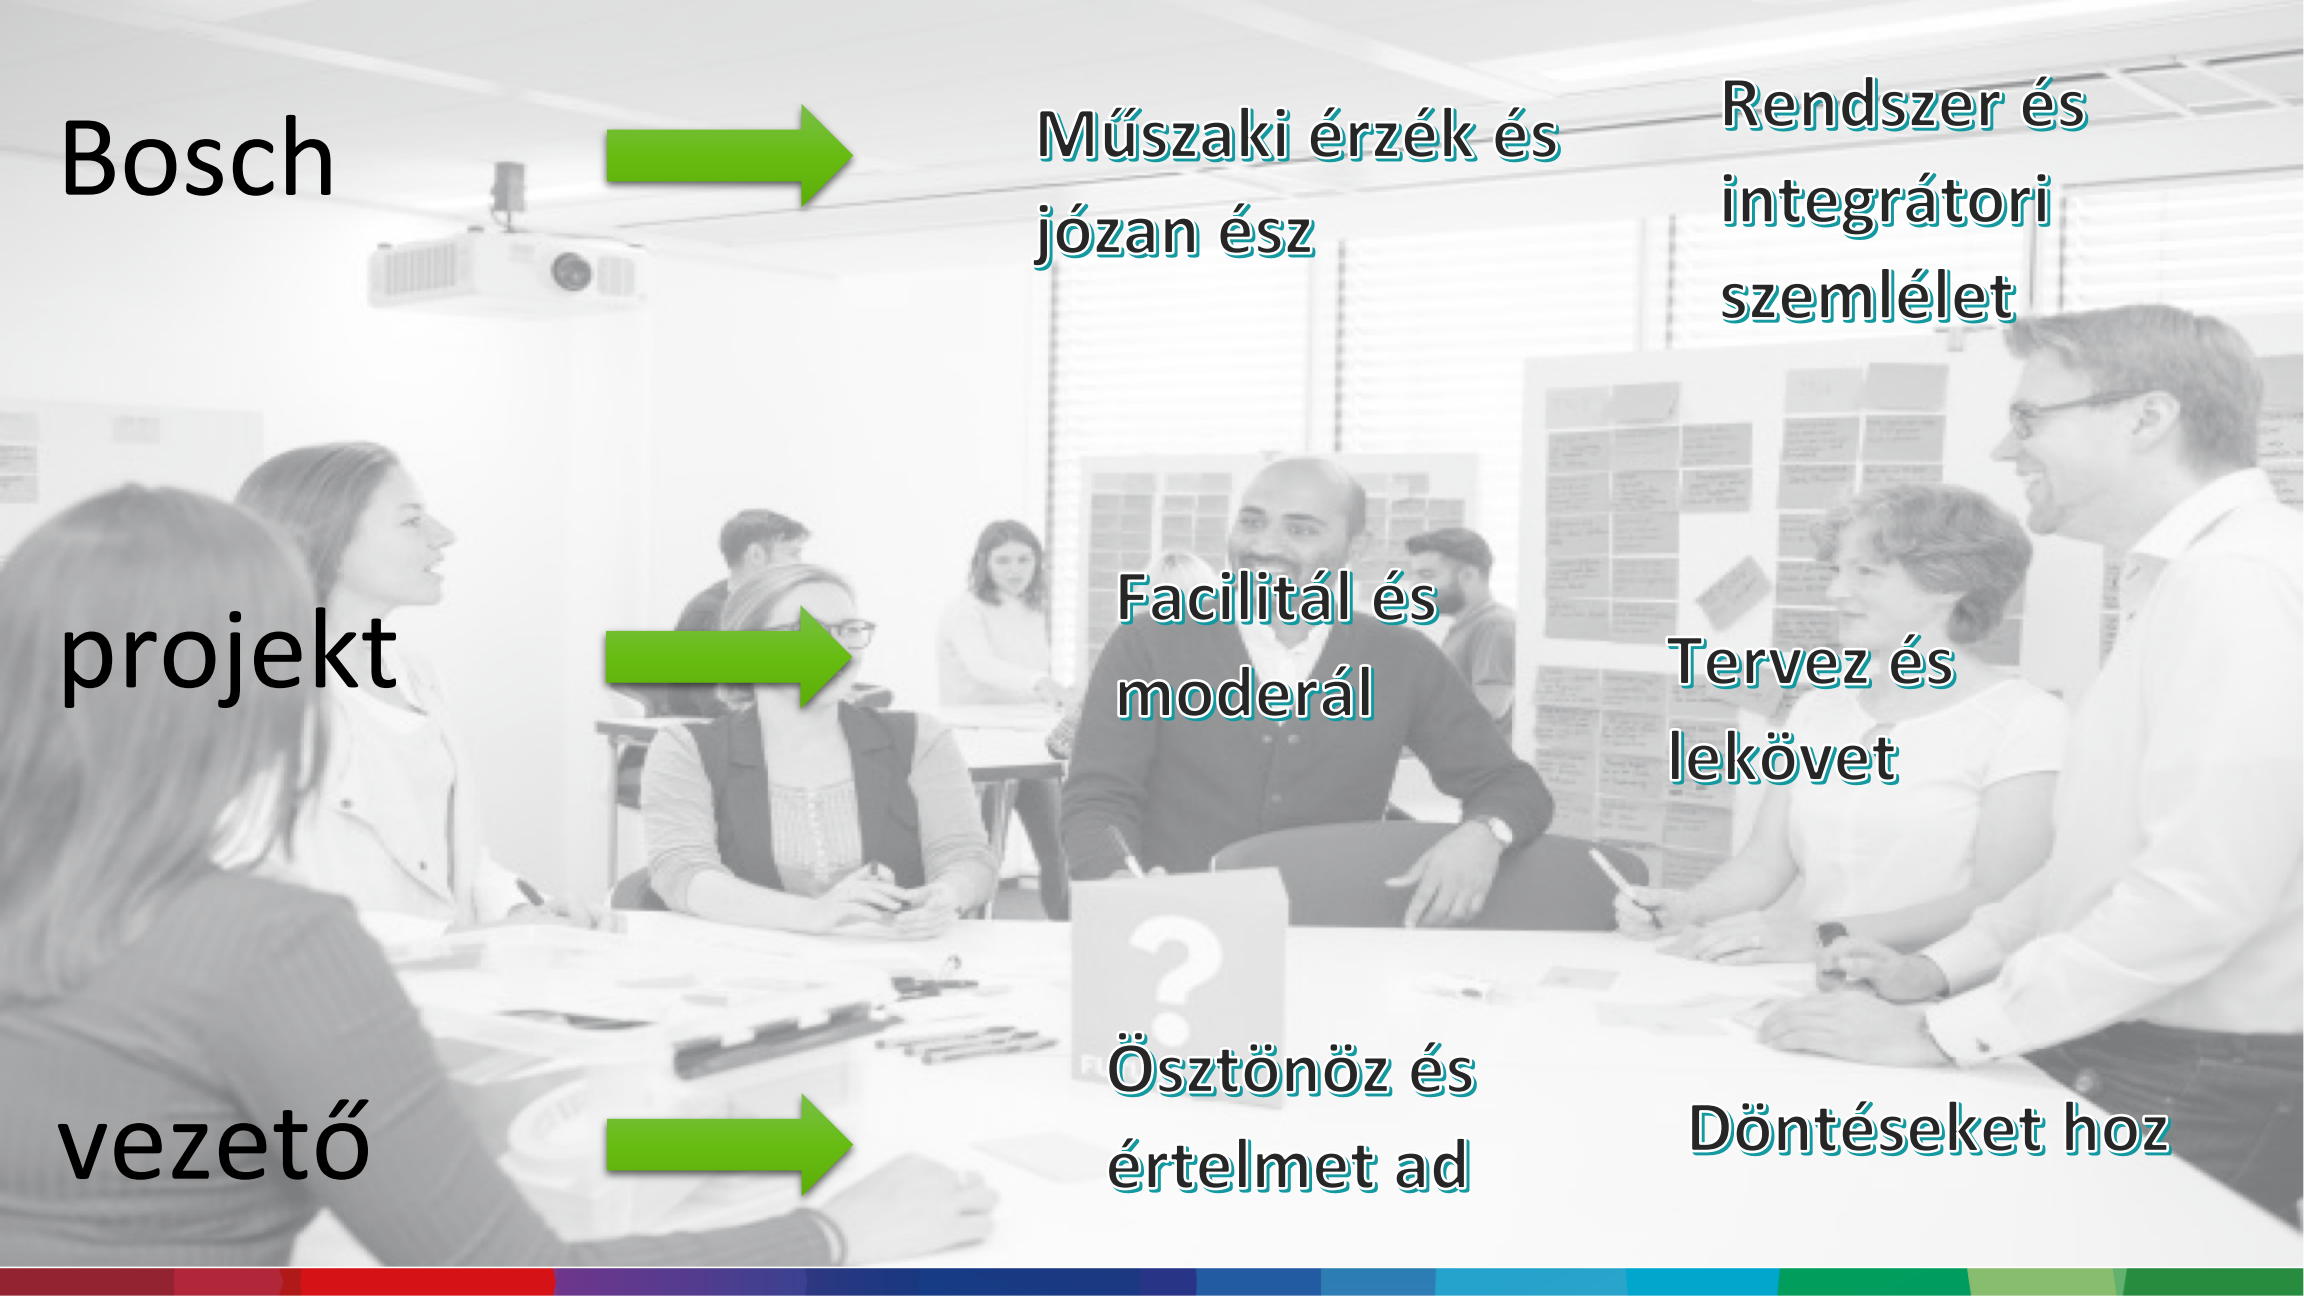 Bosch
Műszaki érzék és
józan ész
Rendszer és
integrátori
szemlélet
projekt
Facilitál és
moderál
Tervez és
lekövet
vezető
Ösztönöz és
értelmet ad
Döntéseket hoz
?